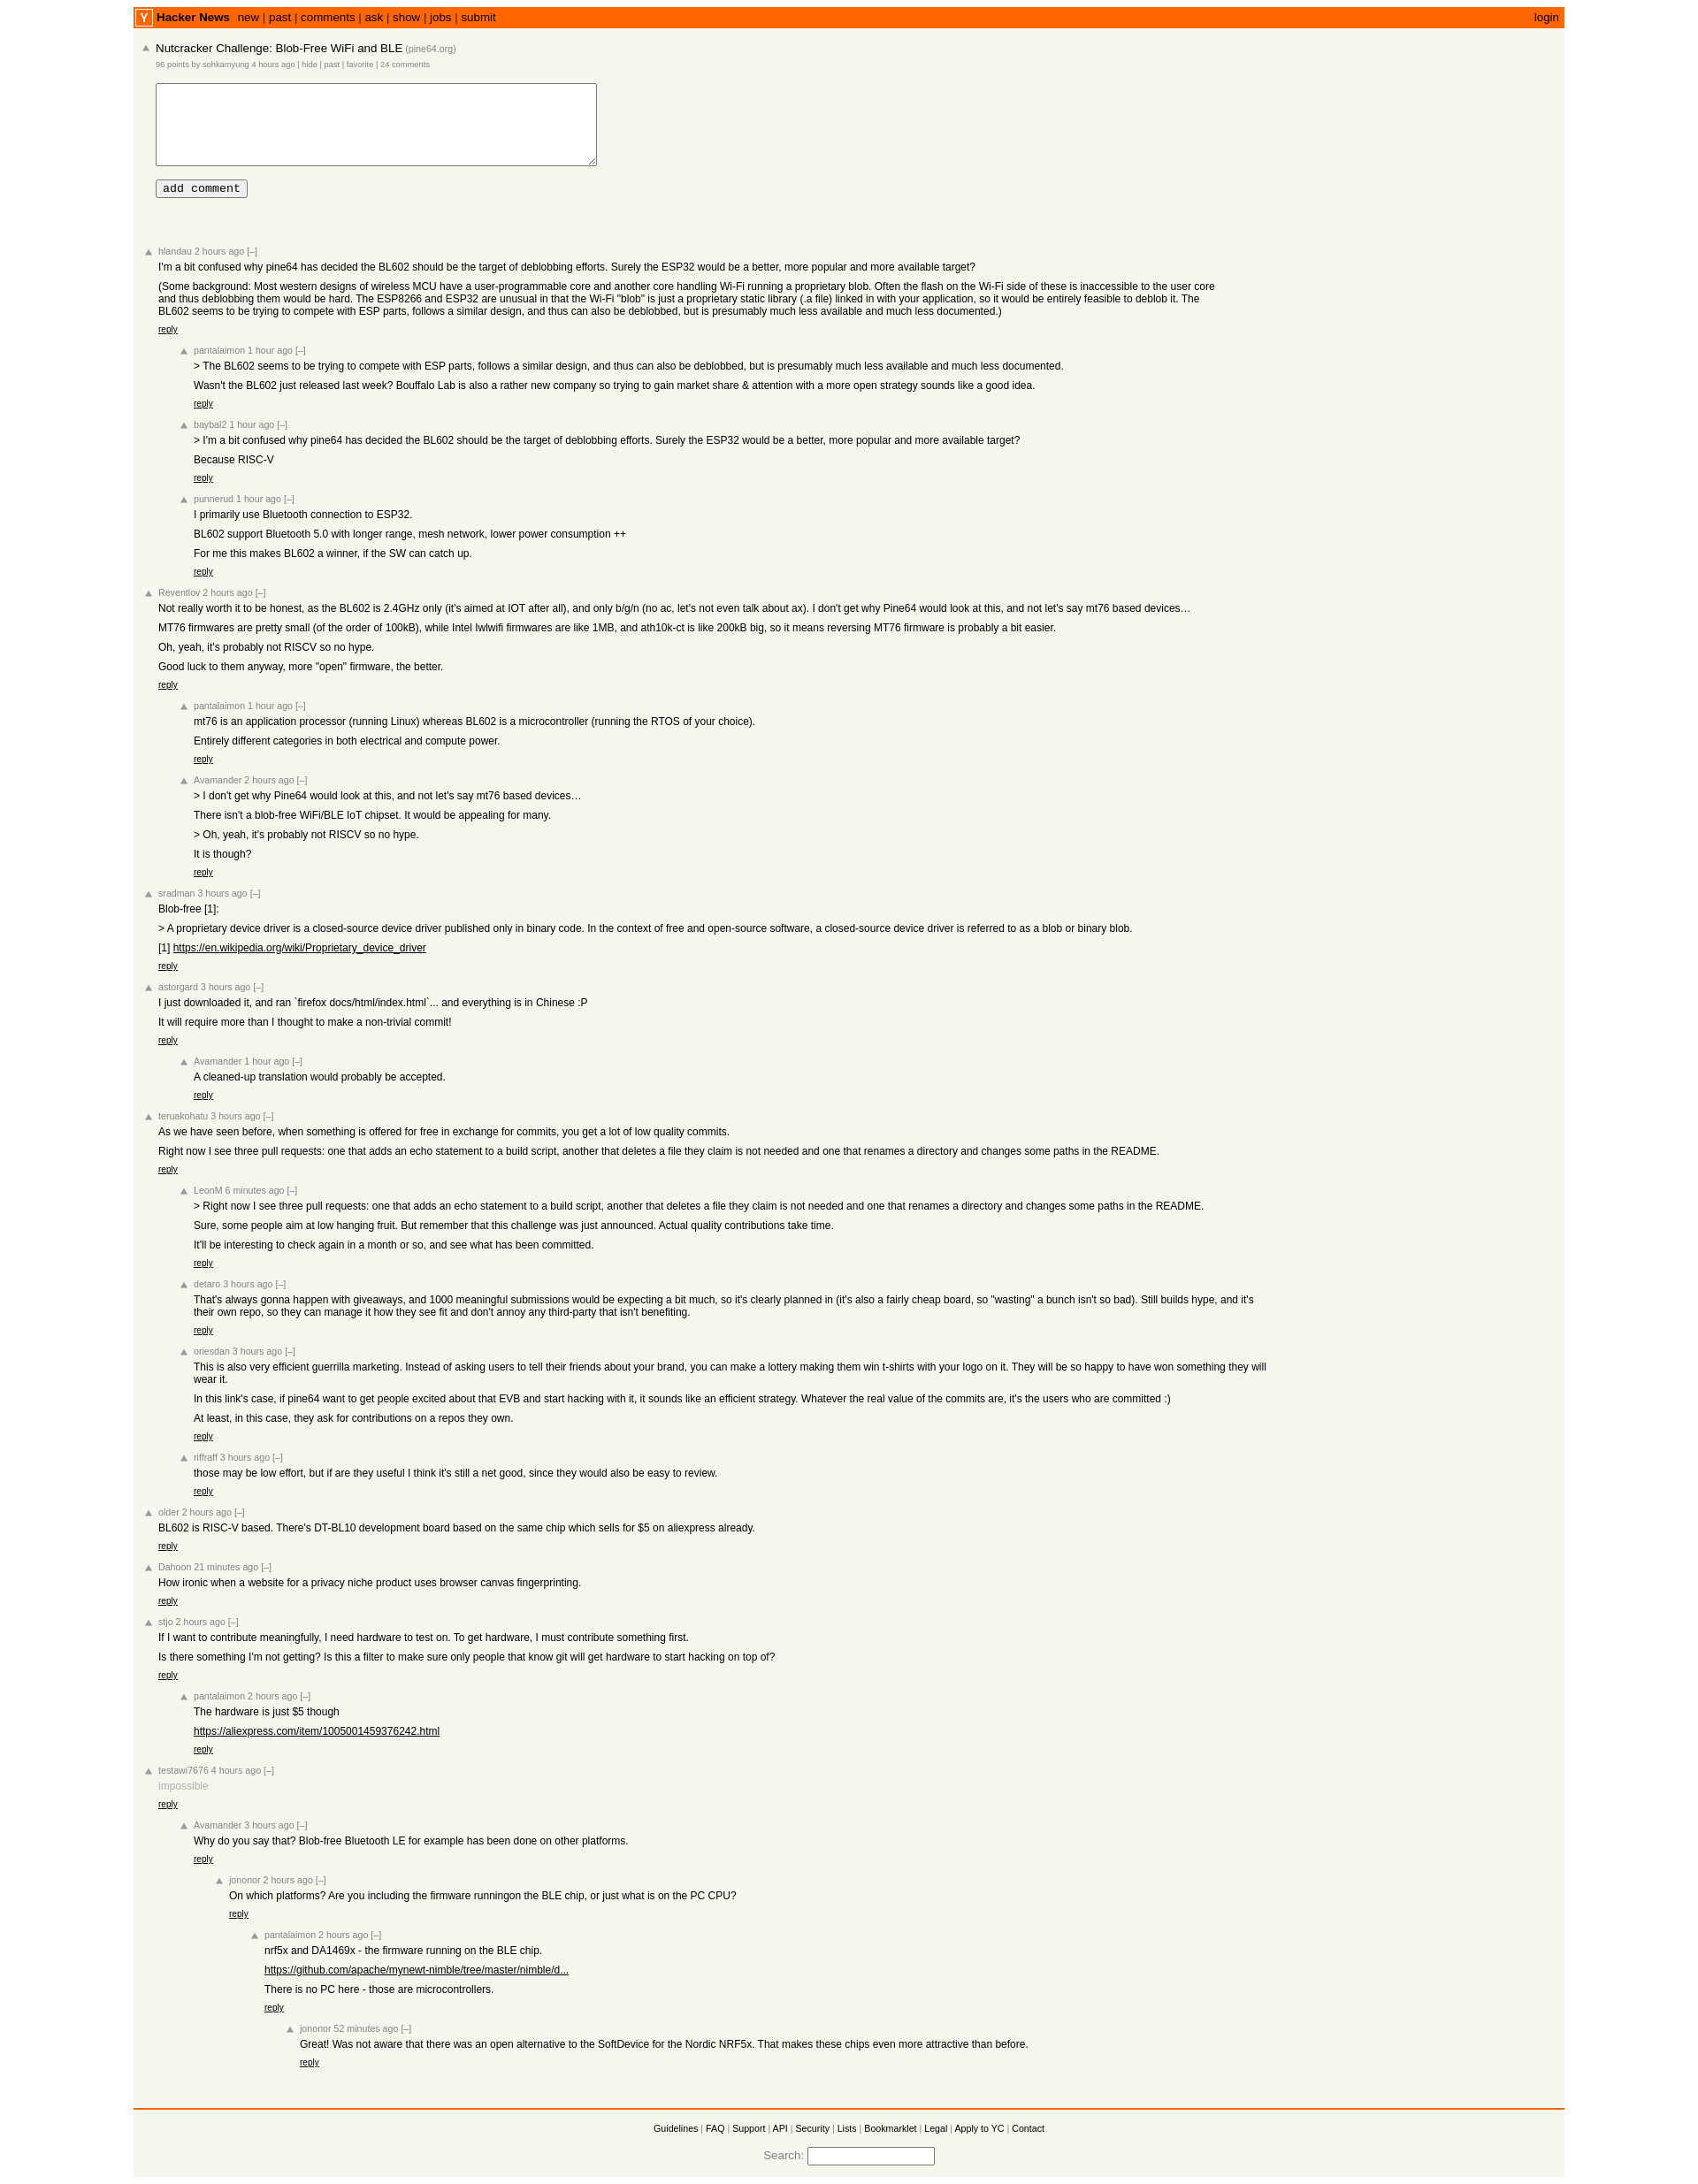 Y Hacker News new | past | comments | ask | show | jobs | submit login
Nutcracker Challenge: Blob-Free WiFi and BLE (pine64.org)
96 points by sohkamyung 4 hours ago | hide | past | favorite | 24 comments
add comment
hlandau 2 hours ago [–]
I'm a bit confused why pine64 has decided the BL602 should be the target of deblobbing efforts. Surely the ESP32 would be a better, more popular and more available target?
(Some background: Most western designs of wireless MCU have a user-programmable core and another core handling Wi-Fi running a proprietary blob. Often the flash on the Wi-Fi side of these is inaccessible to the user core
and thus deblobbing them would be hard. The ESP8266 and ESP32 are unusual in that the Wi-Fi "blob" is just a proprietary static library (.a file) linked in with your application, so it would be entirely feasible to deblob it. The
BL602 seems to be trying to compete with ESP parts, follows a similar design, and thus can also be deblobbed, but is presumably much less available and much less documented.)
reply
pantalaimon 1 hour ago [–]
> The BL602 seems to be trying to compete with ESP parts, follows a similar design, and thus can also be deblobbed, but is presumably much less available and much less documented.
Wasn't the BL602 just released last week? Bouffalo Lab is also a rather new company so trying to gain market share & attention with a more open strategy sounds like a good idea.
reply
baybal2 1 hour ago [–]
> I'm a bit confused why pine64 has decided the BL602 should be the target of deblobbing efforts. Surely the ESP32 would be a better, more popular and more available target?
Because RISC-V
reply
punnerud 1 hour ago [–]
I primarily use Bluetooth connection to ESP32.
BL602 support Bluetooth 5.0 with longer range, mesh network, lower power consumption ++
For me this makes BL602 a winner, if the SW can catch up.
reply
Reventlov 2 hours ago [–]
Not really worth it to be honest, as the BL602 is 2.4GHz only (it's aimed at IOT after all), and only b/g/n (no ac, let's not even talk about ax). I don't get why Pine64 would look at this, and not let's say mt76 based devices…
MT76 firmwares are pretty small (of the order of 100kB), while Intel Iwlwifi firmwares are like 1MB, and ath10k-ct is like 200kB big, so it means reversing MT76 firmware is probably a bit easier.
Oh, yeah, it's probably not RISCV so no hype.
Good luck to them anyway, more "open" firmware, the better.
reply
pantalaimon 1 hour ago [–]
mt76 is an application processor (running Linux) whereas BL602 is a microcontroller (running the RTOS of your choice).
Entirely different categories in both electrical and compute power.
reply
Avamander 2 hours ago [–]
> I don't get why Pine64 would look at this, and not let's say mt76 based devices…
There isn't a blob-free WiFi/BLE IoT chipset. It would be appealing for many.
> Oh, yeah, it's probably not RISCV so no hype.
It is though?
reply
sradman 3 hours ago [–]
Blob-free [1]:
> A proprietary device driver is a closed-source device driver published only in binary code. In the context of free and open-source software, a closed-source device driver is referred to as a blob or binary blob.
[1] https://en.wikipedia.org/wiki/Proprietary_device_driver
reply
astorgard 3 hours ago [–]
I just downloaded it, and ran `firefox docs/html/index.html`... and everything is in Chinese :P
It will require more than I thought to make a non-trivial commit!
reply
Avamander 1 hour ago [–]
A cleaned-up translation would probably be accepted.
reply
teruakohatu 3 hours ago [–]
As we have seen before, when something is offered for free in exchange for commits, you get a lot of low quality commits.
Right now I see three pull requests: one that adds an echo statement to a build script, another that deletes a file they claim is not needed and one that renames a directory and changes some paths in the README.
reply
LeonM 6 minutes ago [–]
> Right now I see three pull requests: one that adds an echo statement to a build script, another that deletes a file they claim is not needed and one that renames a directory and changes some paths in the README.
Sure, some people aim at low hanging fruit. But remember that this challenge was just announced. Actual quality contributions take time.
It'll be interesting to check again in a month or so, and see what has been committed.
reply
detaro 3 hours ago [–]
That's always gonna happen with giveaways, and 1000 meaningful submissions would be expecting a bit much, so it's clearly planned in (it's also a fairly cheap board, so "wasting" a bunch isn't so bad). Still builds hype, and it's
their own repo, so they can manage it how they see fit and don't annoy any third-party that isn't benefiting.
reply
oriesdan 3 hours ago [–]
This is also very efficient guerrilla marketing. Instead of asking users to tell their friends about your brand, you can make a lottery making them win t-shirts with your logo on it. They will be so happy to have won something they will
wear it.
In this link's case, if pine64 want to get people excited about that EVB and start hacking with it, it sounds like an efficient strategy. Whatever the real value of the commits are, it's the users who are committed :)
At least, in this case, they ask for contributions on a repos they own.
reply
riffraff 3 hours ago [–]
those may be low effort, but if are they useful I think it's still a net good, since they would also be easy to review.
reply
older 2 hours ago [–]
BL602 is RISC-V based. There's DT-BL10 development board based on the same chip which sells for $5 on aliexpress already.
reply
Dahoon 21 minutes ago [–]
How ironic when a website for a privacy niche product uses browser canvas fingerprinting.
reply
stjo 2 hours ago [–]
If I want to contribute meaningfully, I need hardware to test on. To get hardware, I must contribute something first.
Is there something I'm not getting? Is this a filter to make sure only people that know git will get hardware to start hacking on top of?
reply
pantalaimon 2 hours ago [–]
The hardware is just $5 though
https://aliexpress.com/item/1005001459376242.html
reply
testawi7676 4 hours ago [–]
impossible
reply
Avamander 3 hours ago [–]
Why do you say that? Blob-free Bluetooth LE for example has been done on other platforms.
reply
jononor 2 hours ago [–]
On which platforms? Are you including the firmware runningon the BLE chip, or just what is on the PC CPU?
reply
pantalaimon 2 hours ago [–]
nrf5x and DA1469x - the firmware running on the BLE chip.
https://github.com/apache/mynewt-nimble/tree/master/nimble/d...
There is no PC here - those are microcontrollers.
reply
jononor 52 minutes ago [–]
Great! Was not aware that there was an open alternative to the SoftDevice for the Nordic NRF5x. That makes these chips even more attractive than before.
reply
Guidelines | FAQ | Support | API | Security | Lists | Bookmarklet | Legal | Apply to YC | Contact
Search: